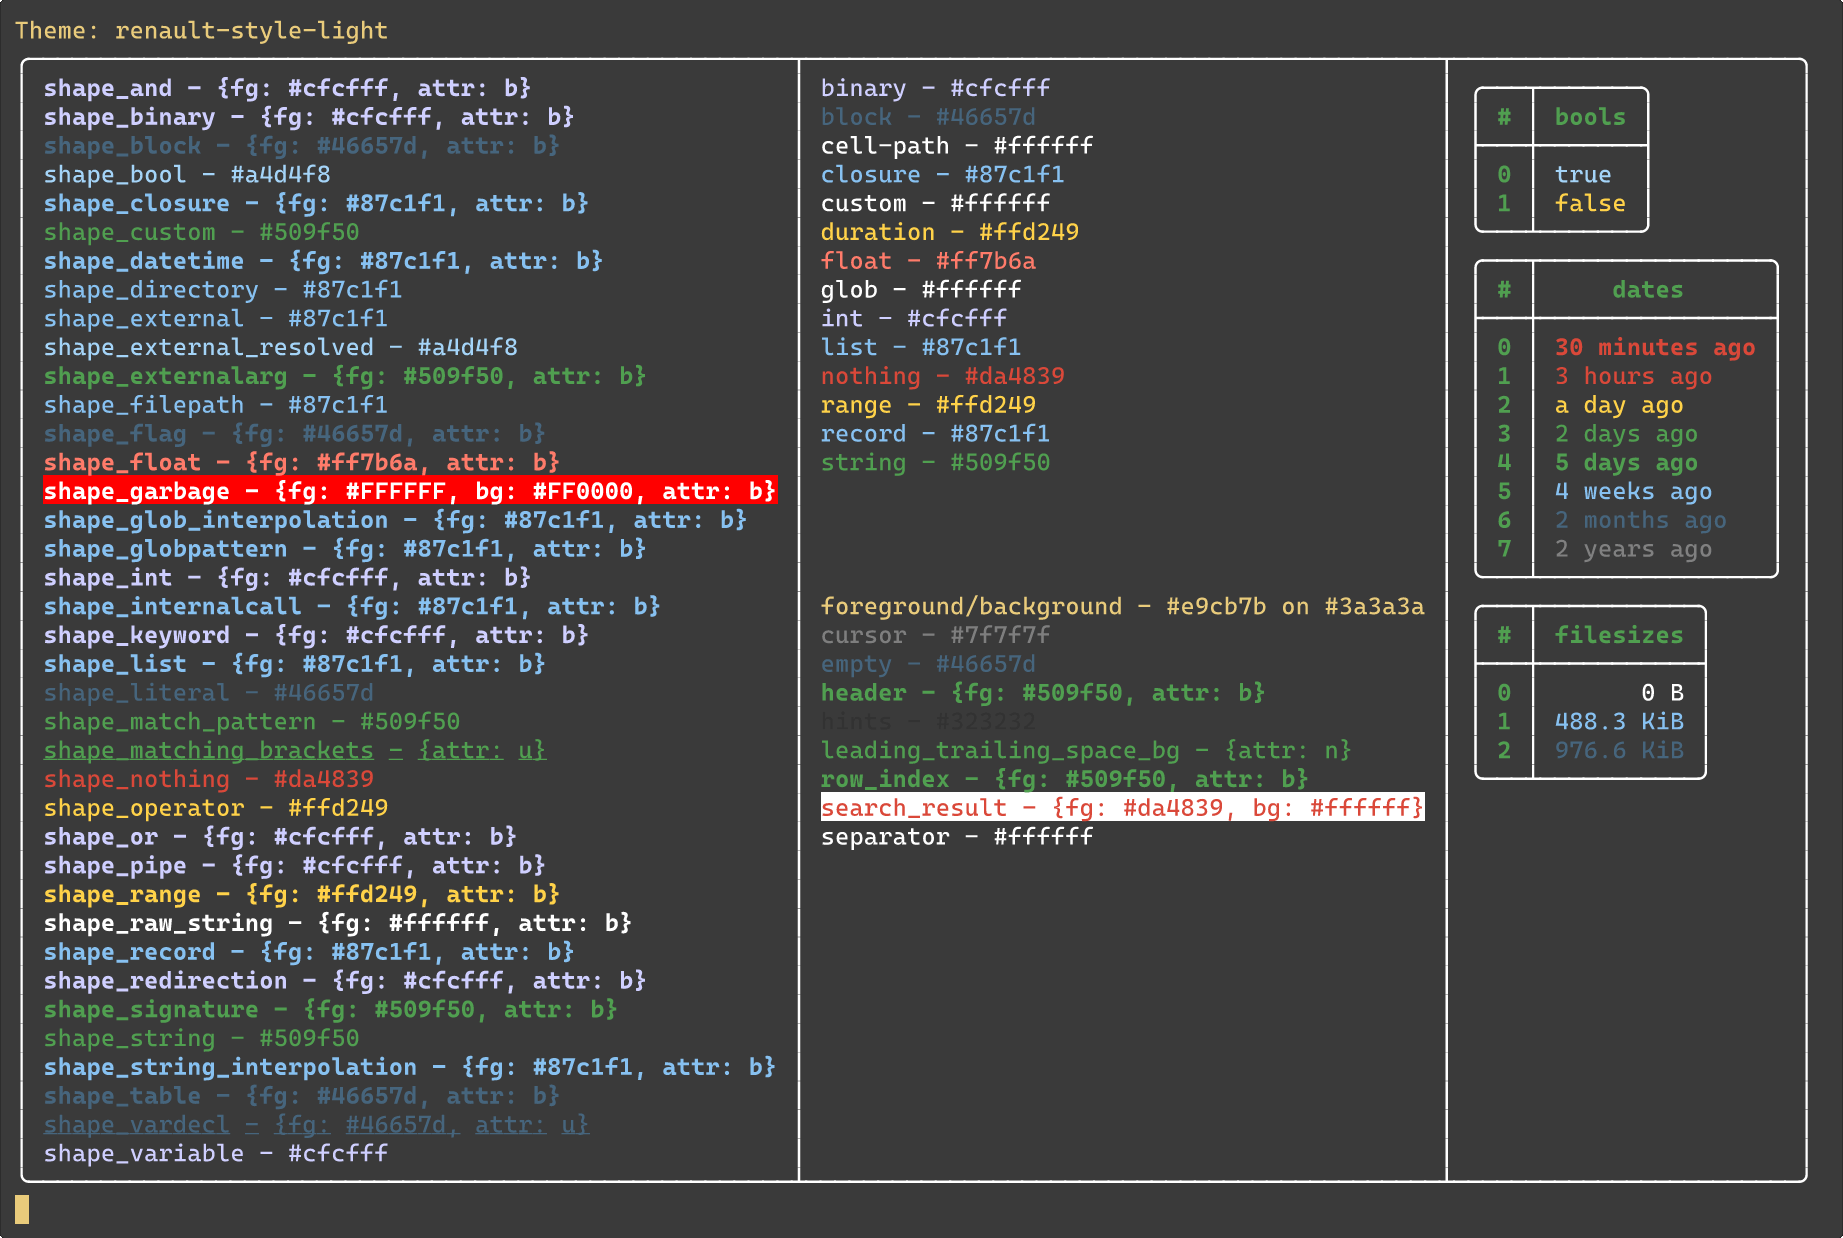 Theme: renault-style-light
shape_and - {fg: #cfcfff, attr: b}
shape_binary - {fg: #cfcfff, attr: b}
shape_block - {fg: #46657d, attr: b}
shape_bool - #a4d4f8
shape_closure - {fg: #87c1f1, attr: b}
shape_custom - #509f50
shape_datetime - {fg: #87c1f1, attr: b}
shape_directory - #87c1f1
shape_external - #87c1f1
shape_external_resolved - #a4d4f8
shape_externalarg - {fg: #509f50, attr: b}
shape_filepath - #87c1f1
shape_flag - {fg: #46657d, attr: b}
shape_float - {fg: #ff7b6a, attr: b}
shape_garbage - {fg: #FFFFFF, bg: #FF0000, attr: b}
shape_glob_interpolation - {fg: #87c1f1, attr: b}
shape_globpattern - {fg: #87c1f1, attr: b}
shape_int - {fg: #cfcfff, attr: b}
shape_internalcall - {fg: #87c1f1, attr: b}
shape_keyword - {fg: #cfcfff, attr: b}
shape_list - {fg: #87c1f1, attr: b}
shape_literal - #46657d
shape_match_pattern - #509f50
shape_matching_brackets - {attr: u}
shape_nothing - #da4839
shape_operator - #ffd249
shape_or - {fg: #cfcfff, attr: b}
shape_pipe - {fg: #cfcfff, attr: b}
shape_range - {fg: #ffd249, attr: b}
shape_raw_string - {fg: #ffffff, attr: b}
shape_record - {fg: #87c1f1, attr: b}
shape_redirection - {fg: #cfcfff, attr: b}
shape_signature - {fg: #509f50, attr: b}
shape_string - #509f50
shape_string_interpolation - {fg: #87c1f1, attr: b}
shape_table - {fg: #46657d, attr: b}
shape_vardecl - {fg: #46657d, attr: u}
shape_variable - #cfcfff
binary - #cfcfff
block - #46657d
cell-path - #ffffff
closure - #87c1f1
custom - #ffffff
duration - #ffd249
float - #ff7b6a
glob - #ffffff
int - #cfcfff
list - #87c1f1
nothing - #da4839
range - #ffd249
record - #87c1f1
string - #509f50
foreground/background - #e9cb7b on #3a3a3a
cursor - #7f7f7f
empty - #46657d
header - {fg: #509f50, attr: b}
hints - #323232
leading_trailing_space_bg - {attr: n}
row_index - {fg: #509f50, attr: b}
search_result - {fg: #da4839, bg: #ffffff}
separator - #ffffff
# bools
0 true
1 false
# dates
0 30 minutes ago
1 3 hours ago
2 a day ago
3 2 days ago
4 5 days ago
5 4 weeks ago
6 2 months ago
7 2 years ago
# filesizes
0 0 B
1 488.3 KiB
2 976.6 KiB